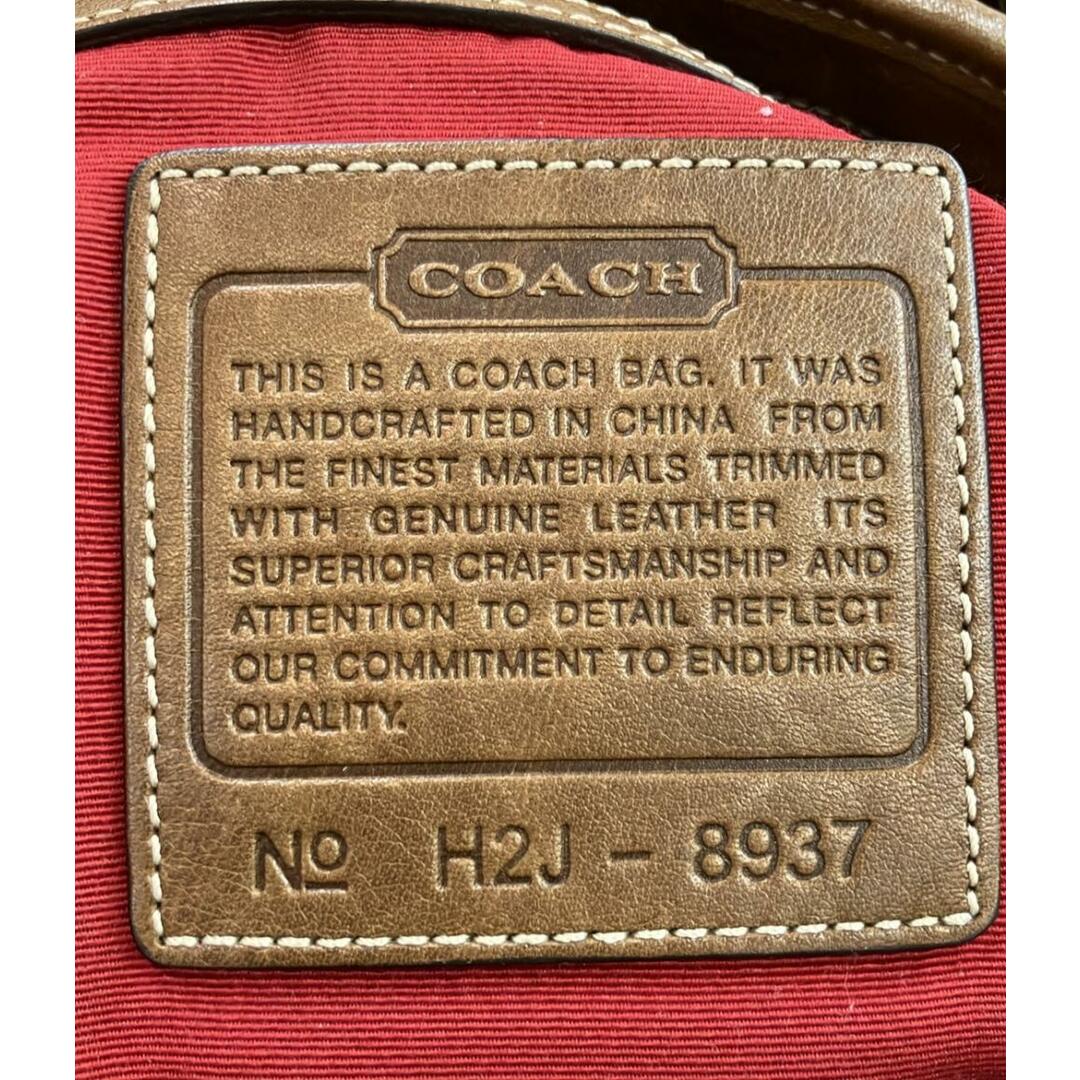 COACH
THIS IS A COACH BAG. IT WAS
HANDCRAFTED IN CHINA FROM
THE FINEST MATERIALS TRIMMED
WITH GENUINE LEATHER ITS
SUPERIOR CRAFTSMANSHIP AND
ATTENTION TO DETAIL REFLECT
OUR COMMITMENT TO ENDURING
QUALITY.
No H2J - 8937